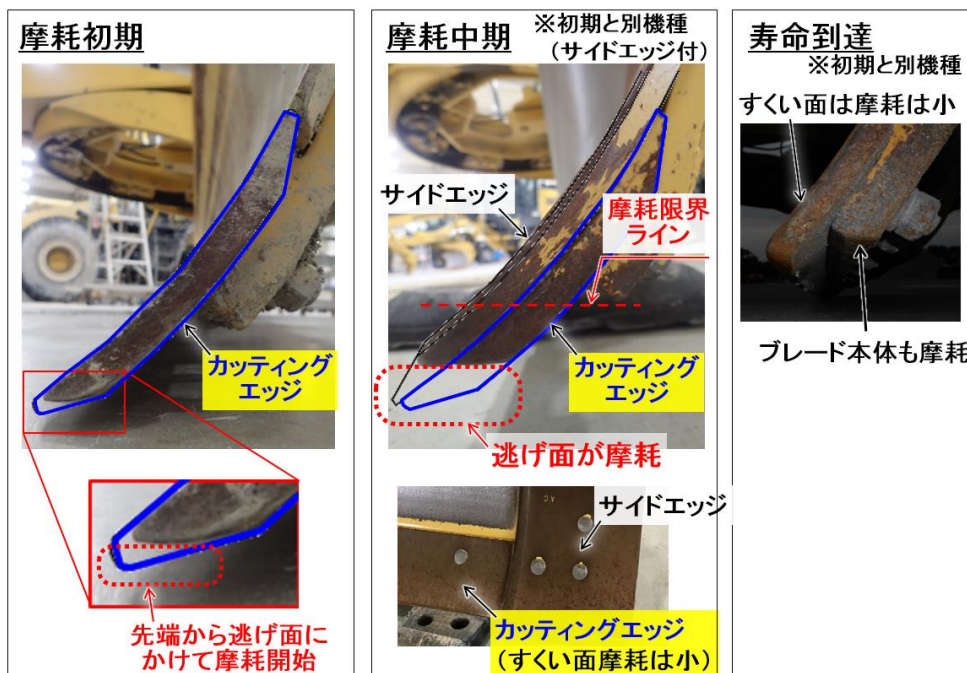 摩耗初期
カッティング
エッジ
先端から逃げ面に
かけて摩耗開始
摩耗中期
※初期と別機種
（サイドエッジ付）
サイドエッジ
摩耗限界
ライン
カッティング
エッジ
逃げ面が摩耗
サイドエッジ
カッティングエッジ
（すくい面摩耗は小）
寿命到達
※初期と別機種
すくい面は摩耗は小
ブレード本体も摩耗